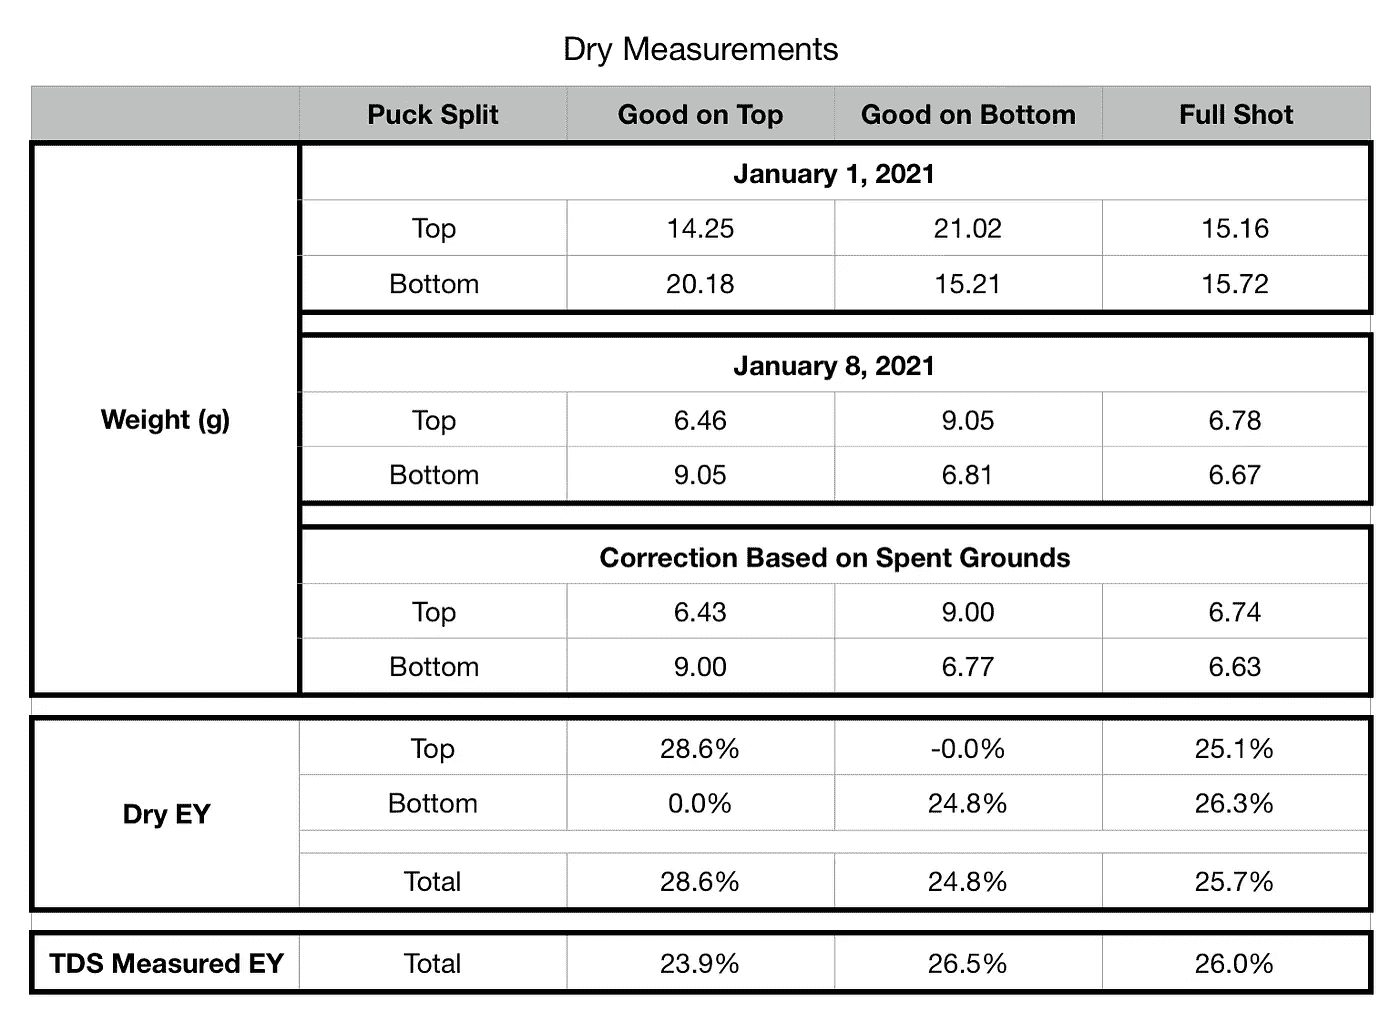 Dry Measurements
Puck Split Good on Top Good on Bottom Full Shot
January 1, 2021
Top 14.25 21.02 15.16
Bottom 20.18 15.21 15.72
January 8, 2021
Weight (g)
Top 6.46 9.05 6.78
Bottom 9.05 6.81 6.67
Correction Based on Spent Grounds
Top 6.43 9.00 6.74
Bottom 9.00 6.77 6.63
Top 28.6% -0.0% 25.1%
Dry EY
Bottom 0.0% 24.8% 26.3%
Total 28.6% 24.8% 25.7%
TDS Measured EY Total 23.9% 26.5% 26.0%